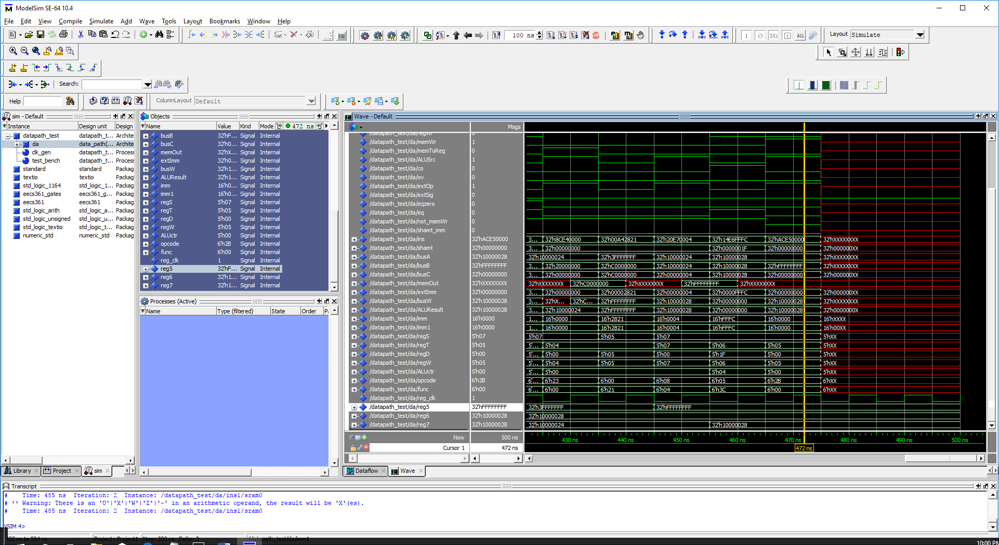 ModelSim SE-64 10.4
File Edit View Compile Simulate Add Wave Tools Layout Bookmarks Window Help
100 ns
Layout Simulate
Search:
Help
ColumnLayout Default
sim - Default
Instance Design unit Design
datapath_test datapath_t... Archite
da data_path(... Archite
clk_gen datapath_t... Process
test_bench datapath_t... Process
standard standard Packag
textio textio Packag
std_logic_1164 std_logic_1... Packag
eecs361_gates eecs361_g... Packag
eecs361 eecs361 Packag
std_logic_arith std_logic_a... Packag
std_logic_unsigned std_logic_u... Packag
std_logic_textio std_logic_t... Packag
numeric_std numeric_std Packag
Library Project sim
Objects
Name Value Kind Mode 472 ns
busB 32'hF... Signal Internal
busC 32'h0... Signal Internal
memOut 32'hX... Signal Internal
extImm 32'h0... Signal Internal
busW 32'h1... Signal Internal
ALUResult 32'h1... Signal Internal
imm 16'h0... Signal Internal
imm1 16'h0... Signal Internal
regS 5'h07 Signal Internal
regT 5'h05 Signal Internal
regD 5'h00 Signal Internal
regW 5'h05 Signal Internal
ALUctr 5'h00 Signal Internal
opcode 6'h2B Signal Internal
func 6'h00 Signal Internal
reg_clk 1 Signal Internal
reg5 32'hF... Signal Internal
reg6 32'h1... Signal Internal
reg7 32'h1... Signal Internal
Processes (Active)
Name Type (filtered) State Order Pa
Wave - Default
Msgs
/datapath_test/da/regWr 0
/datapath_test/da/memWr 1
/datapath_test/da/memToReg 0
/datapath_test/da/ALUSrc 1
/datapath_test/da/co 0
/datapath_test/da/ov 0
/datapath_test/da/extOp 1
/datapath_test/da/extSig 0
/datapath_test/da/eqzero 0
/datapath_test/da/eq 0
/datapath_test/da/not_memWr 0
/datapath_test/da/shamt_imm 0
/datapath_test/da/ins 32'hACE50000 3... 32'h8CE40000 32'h00A42821 32'h20E70004 32'h14E6FFFC 32'hACE50000 32'hXXXXXXXX
/datapath_test/da/shamt 32'h00000000 3... 32'h00000000 32'h0000001F 32'h00000000 32'h000000XX
/datapath_test/da/busA 32'h10000028 32'h10000024 32'h3FFFFFFF 32'h10000024 32'h10000028 32'hXXXXXXXX
/datapath_test/da/busB 32'hFFFFFFFF 3... 32'h20000000 32'hC0000000 32'h10000024 32'h10000028 32'hFFFFFFFF 32'hXXXXXXXX
/datapath_test/da/busC 32'h00000000 3... 32'h00000000 32'hC0000000 32'h00000004 32'h10000028 32'h00000000 32'h000000XX
/datapath_test/da/memOut 32'hXXXXXXXX 32'hXXXXXXXX 32'hC0000000 32'hXXXXXXXX 32'hFFFFFFFF 32'hXXXXXXXX
/datapath_test/da/extImm 32'h00000000 3... 32'h00000000 32'h00002821 32'h00000004 32'h0000FFFC 32'h00000000 32'h000000XX
/datapath_test/da/busW 32'h10000028 3... 32'hX... 32'hC... 32'hFFFFFFFF 32'h10000028 32'h00000000 32'h10000028 32'hXXXXXXXX
/datapath_test/da/ALUResult 32'h10000028 3... 32'h10000024 32'hFFFFFFFF 32'h10000028 32'h00000000 32'h10000028 32'h0000000X
/datapath_test/da/imm 16'h0000 1... 16'h0000 16'h2821 16'h0004 16'hFFFC 16'h0000 16'hXXXX
/datapath_test/da/imm1 16'h0000 1... 16'h0000 16'h2821 16'h0004 16'hFFFC 16'h0000 16'h00XX
/datapath_test/da/regS 5'h07 5'h07 5'h05 5'h07 5'hXX
/datapath_test/da/regT 5'h05 5'... 5'h04 5'h07 5'h06 5'h05 5'hXX
/datapath_test/da/regD 5'h00 5'... 5'h00 5'h05 5'h00 5'h1F 5'h00 5'hXX
/datapath_test/da/regW 5'h05 5'... 5'h04 5'h05 5'h07 5'h06 5'h05 5'hXX
/datapath_test/da/ALUctr 5'h00 5'... 5'h00 5'h04 5'h00 5'hXX
/datapath_test/da/opcode 6'h2B 6'... 6'h23 6'h00 6'h08 6'h05 6'h2B 6'hXX
/datapath_test/da/func 6'h00 6'... 6'h00 6'h21 6'h04 6'h3C 6'h00 6'hXX
/datapath_test/da/reg_clk 1
/datapath_test/da/reg5 32'hFFFFFFFF 32'h3FFFFFFF 32'hFFFFFFFF
/datapath_test/da/reg6 32'h10000028 32'h10000028
/datapath_test/da/reg7 32'h10000028 32'h10000024 32'h10000028
Now 500 ns 430 ns 440 ns 450 ns 460 ns 470 ns 480 ns 490 ns 500 ns
Cursor 1 472 ns 472 ns
Dataflow Wave
Transcript
# Time: 485 ns Iteration: 2 Instance: /datapath_test/da/insl/sram0
# ** Warning: There is an 'U'|'X'|'W'|'Z'|'-' in an arithmetic operand, the result will be 'X'(es).
# Time: 485 ns Iteration: 2 Instance: /datapath_test/da/insl/sram0
VSIM 4>
422 ns to 504 ns Project : Project1 Now: 500 ns Delta: 3 /datapath_test/da/imm1
10:00 PM